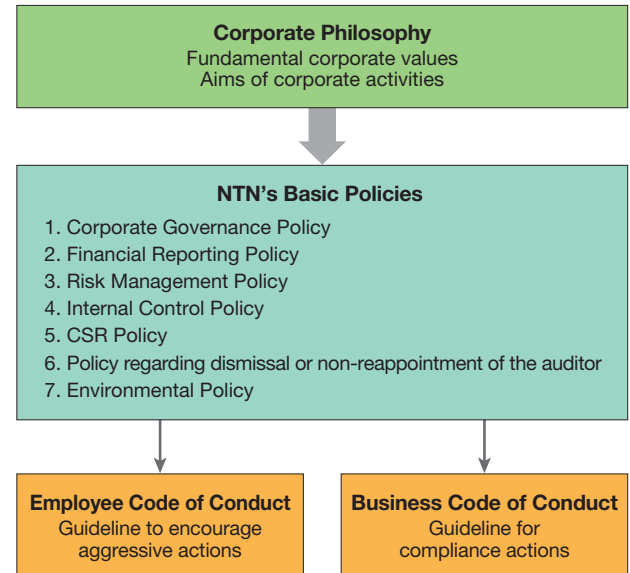 Corporate Philosophy
Fundamental corporate values
Aims of corporate activities
NTN's Basic Policies
1. Corporate Governance Policy
2. Financial Reporting Policy
3. Risk Management Policy
4. Internal Control Policy
5. CSR Policy
6. Policy regarding dismissal or non-reappointment of the auditor
7. Environmental Policy
Employee Code of Conduct
Guideline to encourage
aggressive actions
Business Code of Conduct
Guideline for
compliance actions